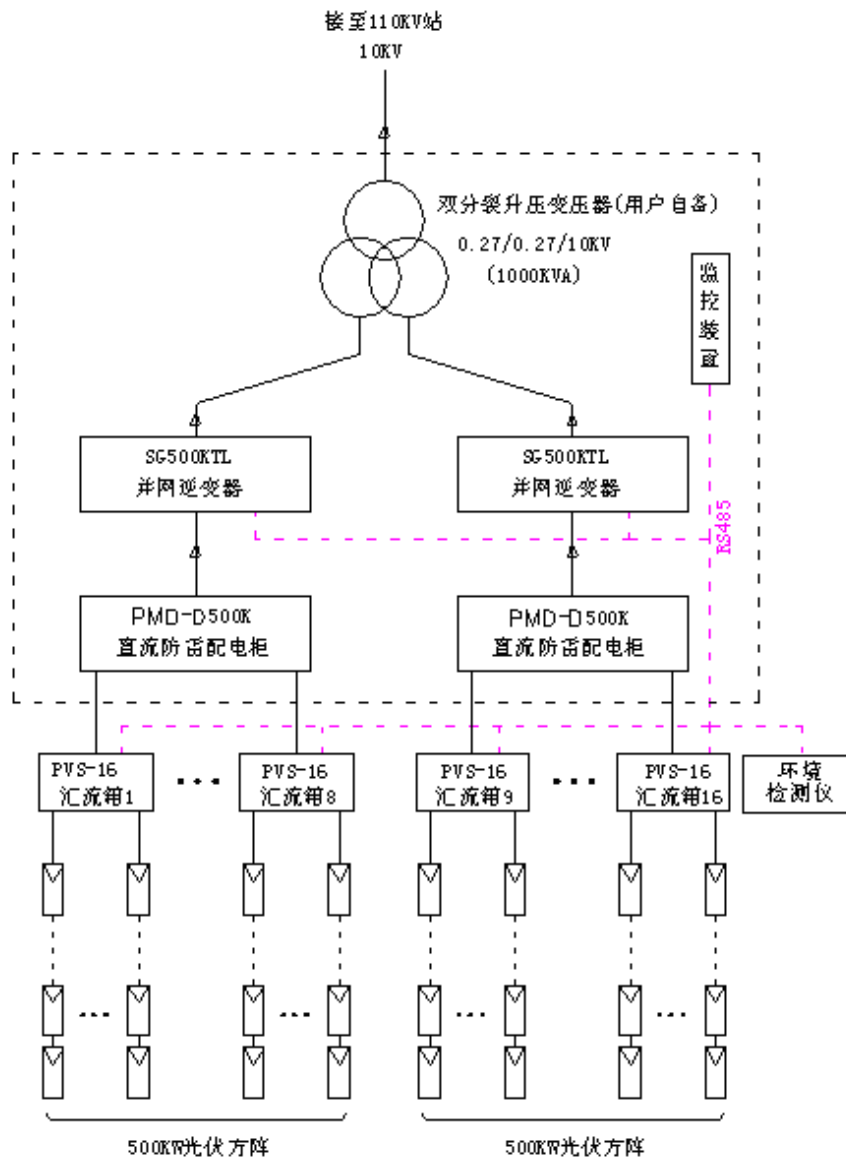 接至110KV站
10KV
双分裂升压变压器(用户自备)
0.27/0.27/10KV
(1000KVA)
监控装置
SG500KTL
并网逆变器
SG500KTL
并网逆变器
RS485
PMD-D500K
直流防雷配电柜
PMD-D500K
直流防雷配电柜
PVS-16
汇流箱1
PVS-16
汇流箱8
PVS-16
汇流箱9
PVS-16
汇流箱16
环境
检测仪
500KW光伏方阵
500KW光伏方阵